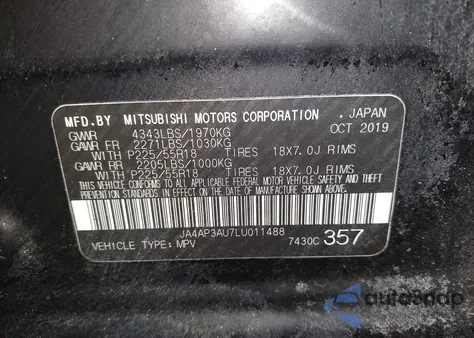 MFD.BY MITSUBISHI MOTORS CORPORATION , JAPAN
GVWR 4343LBS/1970KG OCT 2019
GAWR FR 2271LBS/1030KG
WITH P225/55R18 TIRES 18X7.0J RIMS
GAWR RR 2205LBS/1000KG
WITH P225/55R18 TIRES 18X7.0J RIMS
THIS VEHICLE CONFORMS TO ALL APPLICABLE
FEDERAL MOTOR VEHICLE SAFETY AND THEFT
PREVENTION STANDARDS IN EFFECT ON THE DATE
OF MANUFACTURE SHOWN ABOVE.
JA4AP3AU7LU011488
VEHICLE TYPE: MPV 7430C 357
autosnap